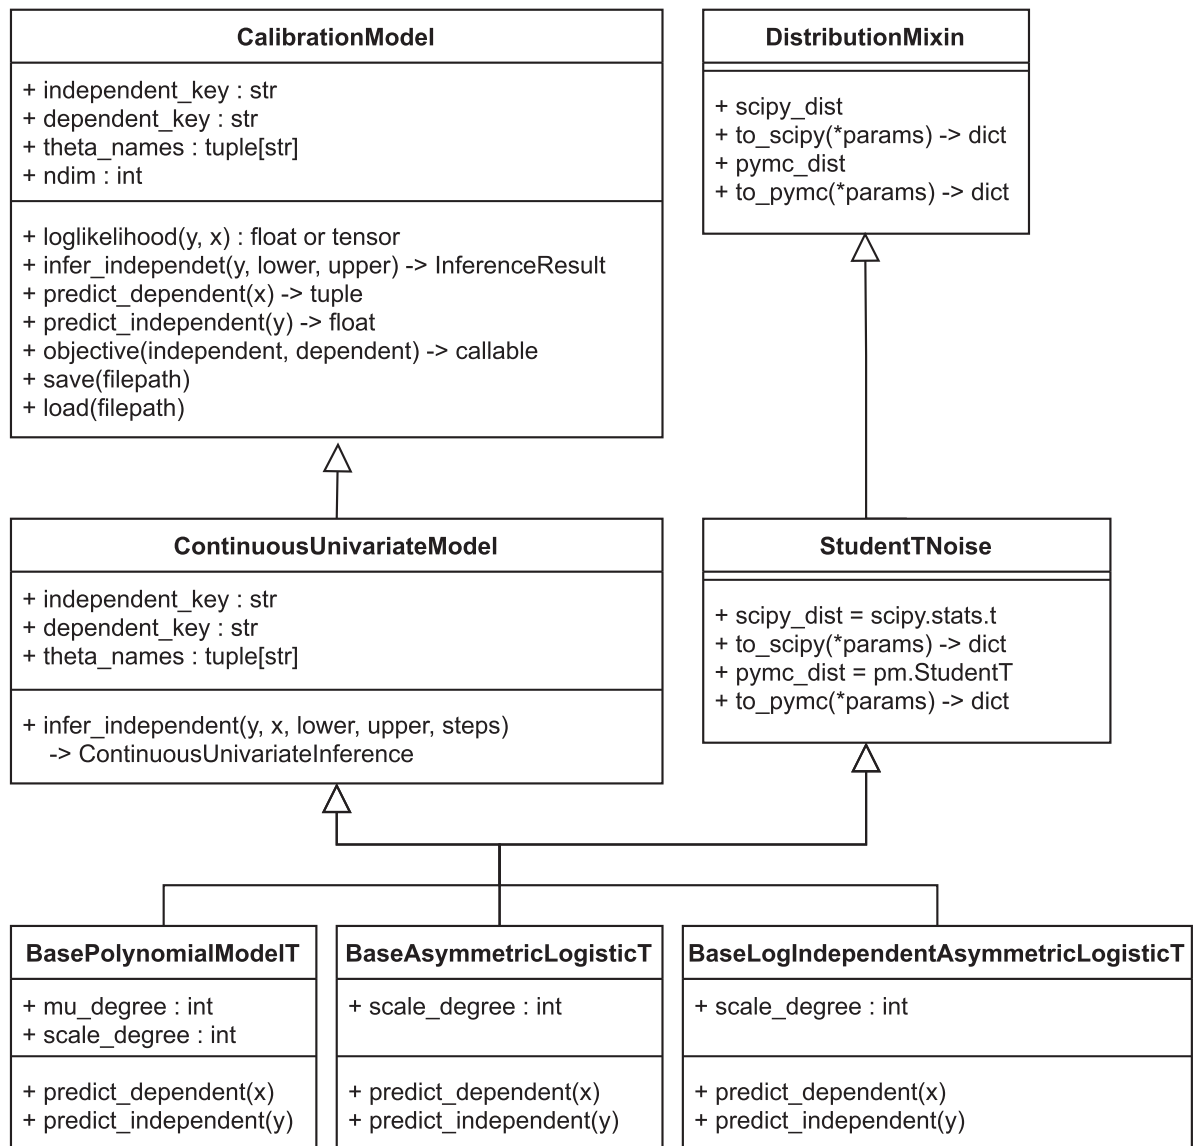 CalibrationModel
+ independent_key : str
+ dependent_key : str
+ theta_names : tuple[str]
+ ndim : int
+ loglikelihood(y, x) : float or tensor
+ infer_independet(y, lower, upper) -> InferenceResult
+ predict_dependent(x) -> tuple
+ predict_independent(y) -> float
+ objective(independent, dependent) -> callable
+ save(filepath)
+ load(filepath)
DistributionMixin
+ scipy_dist
+ to_scipy(*params) -> dict
+ pymc_dist
+ to_pymc(*params) -> dict
ContinuousUnivariateModel
+ independent_key : str
+ dependent_key : str
+ theta_names : tuple[str]
+ infer_independent(y, x, lower, upper, steps)
-> ContinuousUnivariateInference
StudentTNoise
+ scipy_dist = scipy.stats.t
+ to_scipy(*params) -> dict
+ pymc_dist = pm.StudentT
+ to_pymc(*params) -> dict
BasePolynomialModelT
+ mu_degree : int
+ scale_degree : int
+ predict_dependent(x)
+ predict_independent(y)
BaseAsymmetricLogisticT
+ scale_degree : int
+ predict_dependent(x)
+ predict_independent(y)
BaseLogIndependentAsymmetricLogisticT
+ scale_degree : int
+ predict_dependent(x)
+ predict_independent(y)